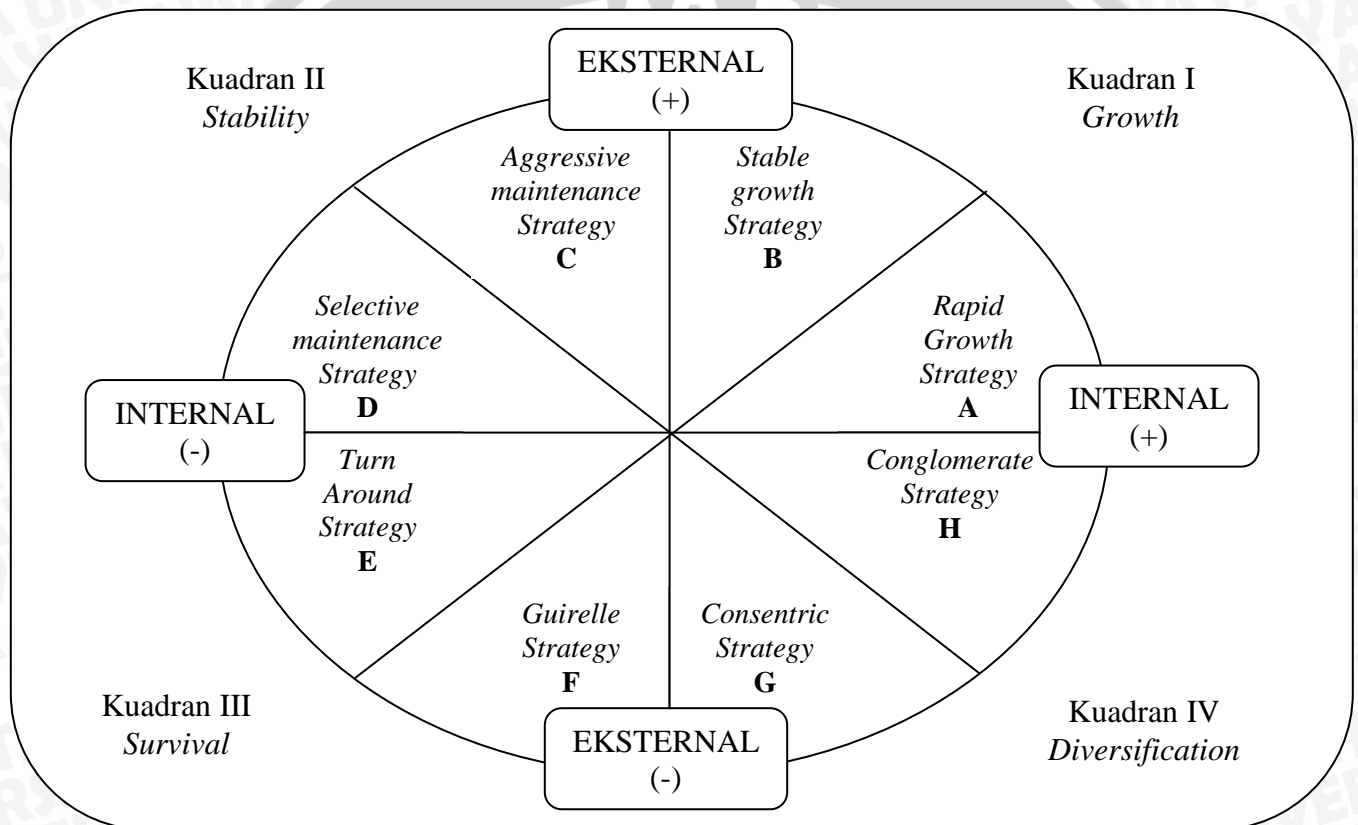 EKSTERNAL
(+)
Kuadran II
Stability
Kuadran I
Growth
Aggressive
maintenance
Strategy
C
Stable
growth
Strategy
B
Selective
maintenance
Strategy
D
Rapid
Growth
Strategy
A
INTERNAL
(-)
INTERNAL
(+)
Turn
Around
Strategy
E
Conglomerate
Strategy
H
Guirelle
Strategy
F
Consentric
Strategy
G
Kuadran III
Survival
EKSTERNAL
(-)
Kuadran IV
Diversification